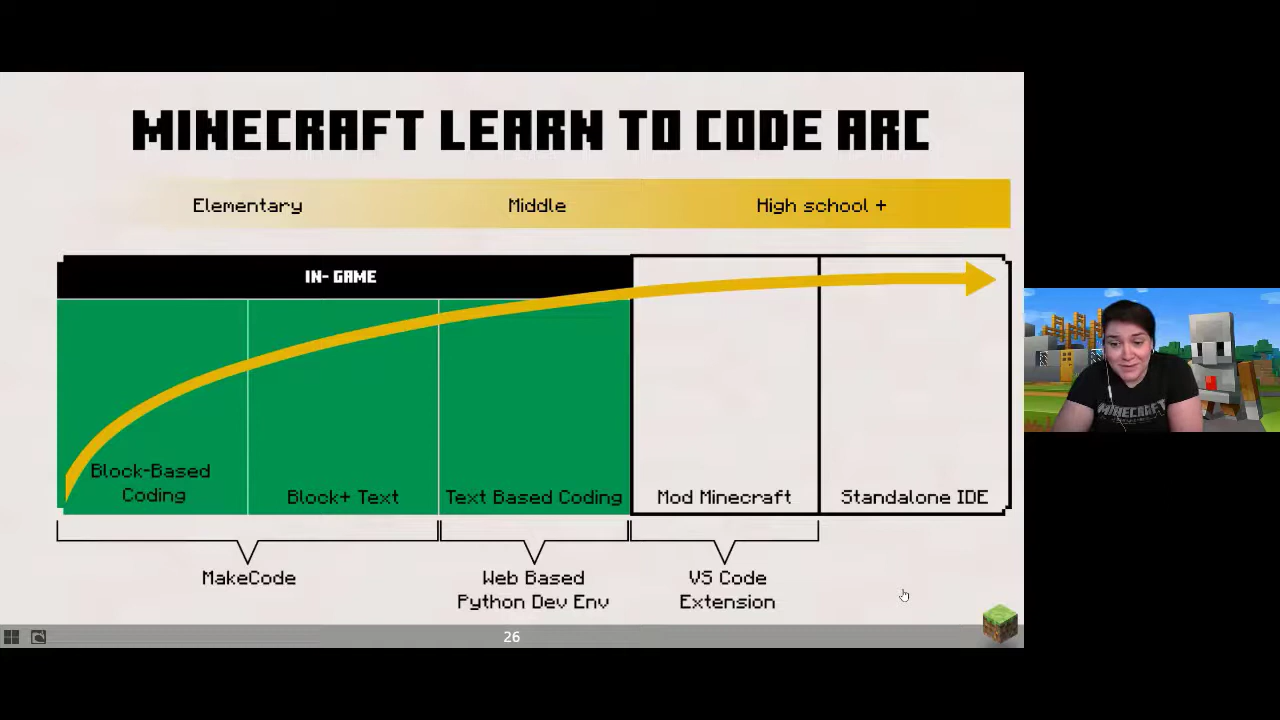 MINECRAFT LEARN TO CODE ARC
Elementary
Middle
High school +
IN- GAME
Block-Based
Coding
Block+ Text
Text Based Coding
Mod Minecraft
Standalone IDE
MakeCode
Web Based
Python Dev Env
VS Code
Extension
26
MINECRAFT